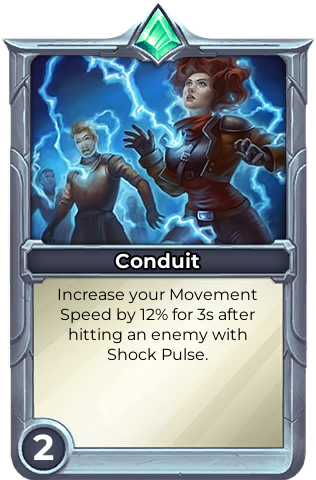 Conduit
Increase your Movement
Speed by 12% for 3s after
hitting an enemy with
Shock Pulse.
2